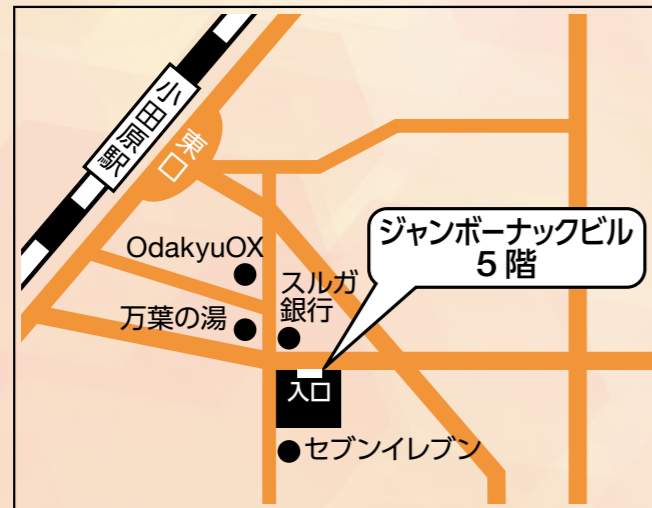 小田原駅
東口
OdakyuOX
万葉の湯
スルガ
銀行
ジャンボーナックビル
5階
入口
セブンイレブン